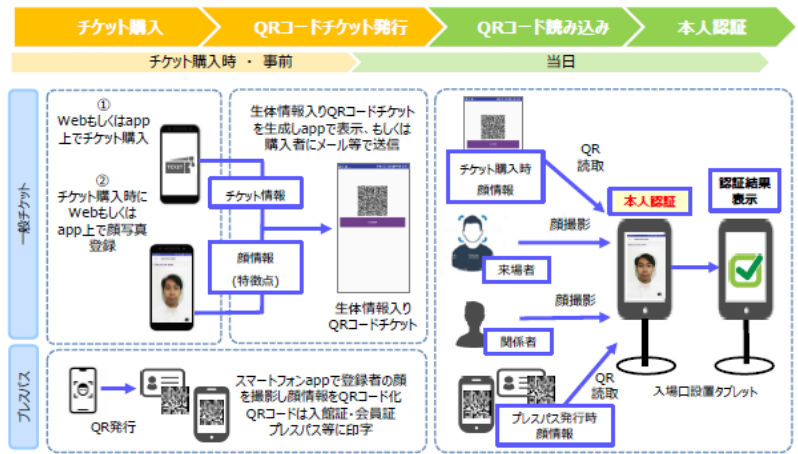 チケット購入
QRコードチケット発行
QRコード読み込み
本人認証
チケット購入時 ・ 事前
当日
一般チケット
①
Webもしくはapp
上でチケット購入
②
チケット購入時に
Webもしくは
app上で顔写真
登録
TICKET
生体情報入りQRコードチケット
を生成しappで表示、もしくは
購入者にメール等で送信
チケット情報
顔情報
(特徴点)
生体情報入り
QRコードチケット
チケット購入時
顔情報
QR
読取
来場者
顔撮影
関係者
顔撮影
本人認証
認証結果
表示
QR
読取
入場口設置タブレット
プレスパス発行時
顔情報
プレスパス
QR発行
スマートフォンappで登録者の顔
を撮影し顔情報をQRコード化
QRコードは入館証・会員証
プレスパス等に印字